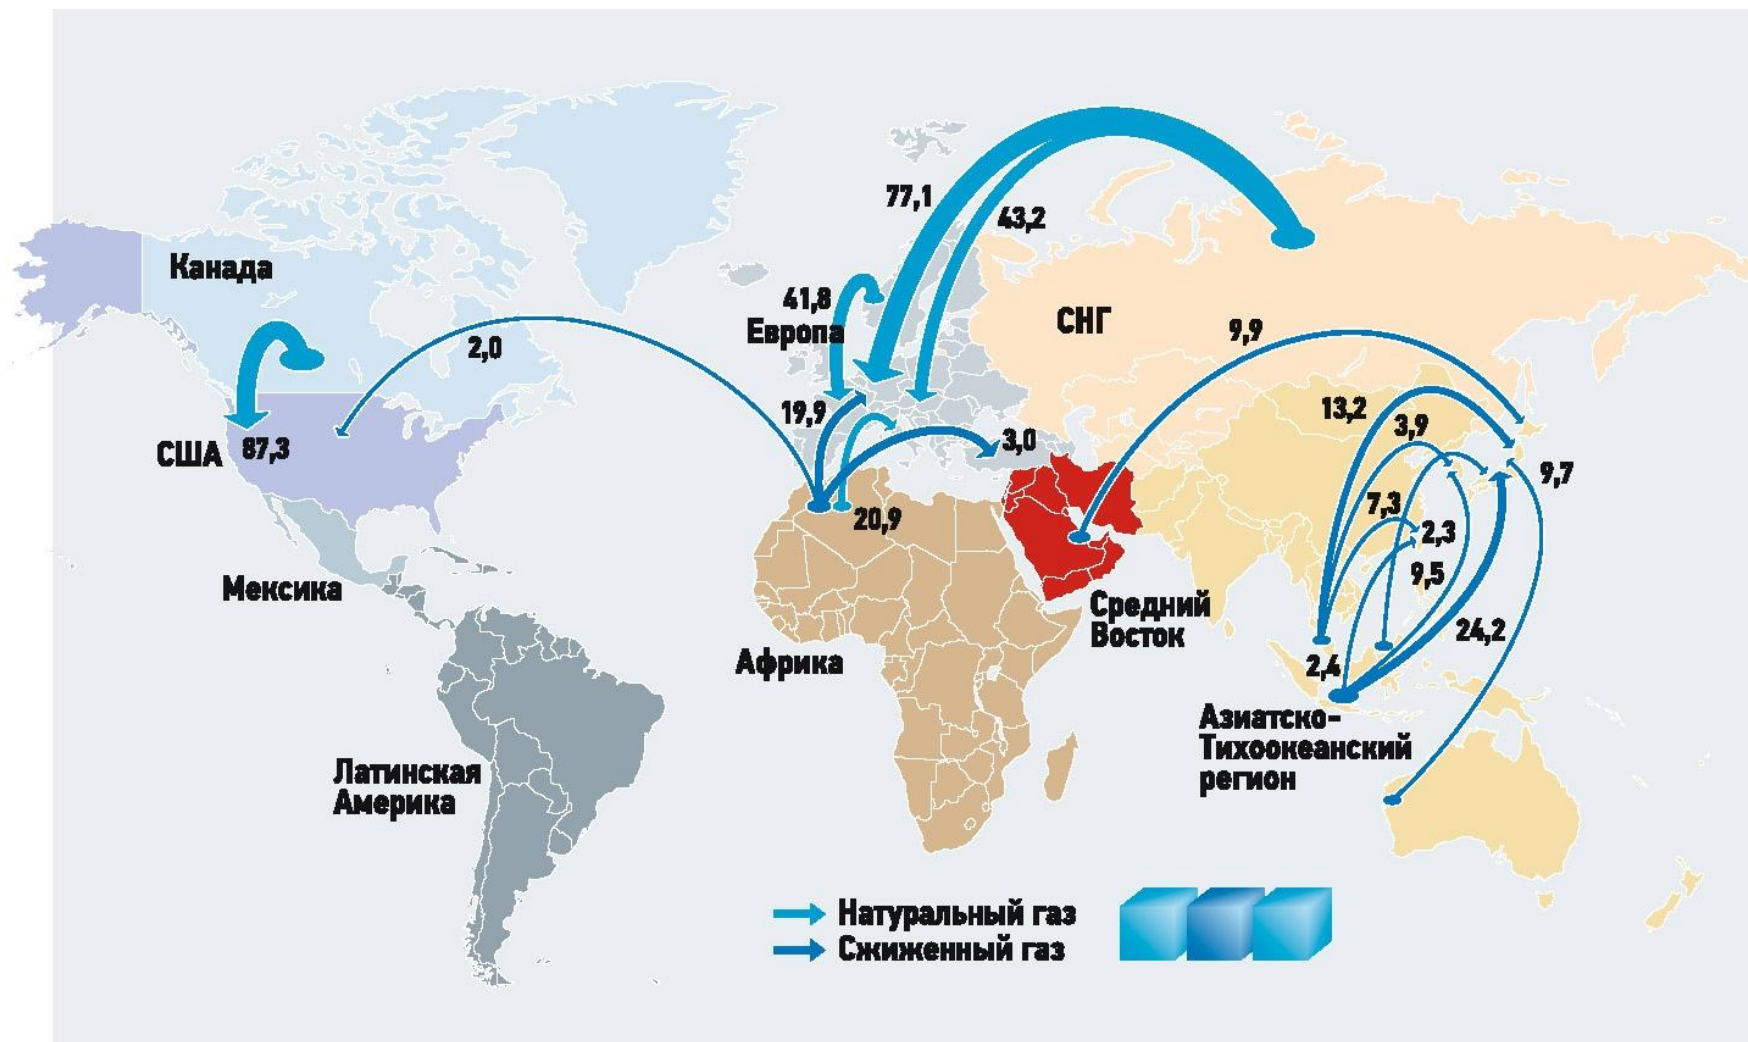 77,1
43,2
Канада
41,8
Европа
СНГ
9,9
2,0
13,2
3,9
19,9
3,0
США
87,3
9,7
7,3
20,9
2,3
9,5
Мексика
Средний
Восток
24,2
Африка
2,4
Азиатско-
Тихоокеанский
регион
Латинская
Америка
Натуральный газ
Сжиженный газ